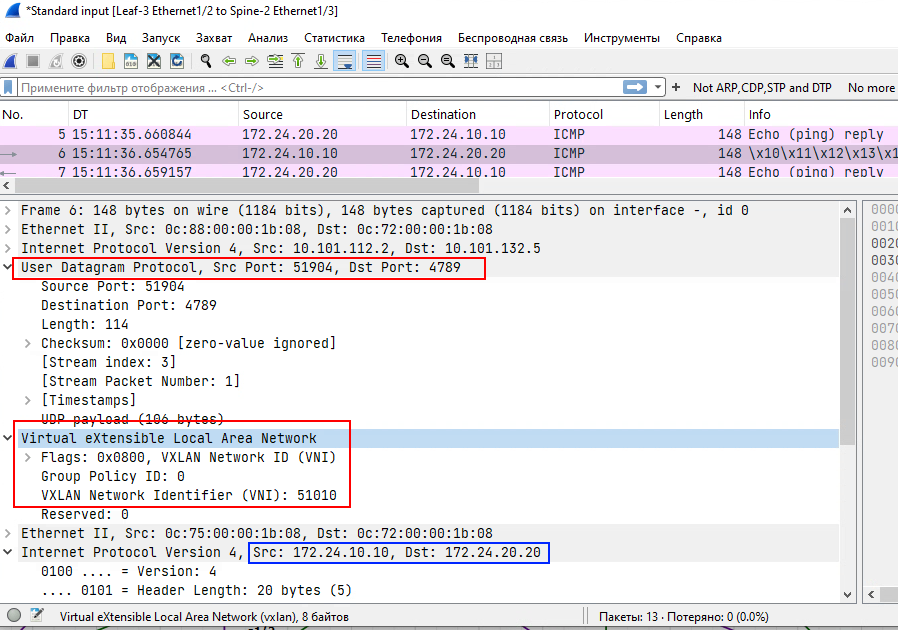 *Standard input [Leaf-3 Ethernet1/2 to Spine-2 Ethernet1/3]
Файл Правка Вид Запуск Захват Анализ Статистика Телефония Беспроводная связь Инструменты Справка
Примените фильтр отображения ... <Ctrl-/> + Not ARP,CDP,STP and DTP No more
No. DT Source Destination Protocol Length Info
5 15:11:35.660844 172.24.20.20 172.24.10.10 ICMP 148 Echo (ping) reply
6 15:11:36.654765 172.24.10.10 172.24.20.20 ICMP 148 \x10\x11\x12\x13\x1
7 15:11:36.659157 172.24.20.20 172.24.10.10 ICMP 148 Echo (ping) reply
Frame 6: 148 bytes on wire (1184 bits), 148 bytes captured (1184 bits) on interface -, id 0
Ethernet II, Src: 0c:88:00:00:1b:08, Dst: 0c:72:00:00:1b:08
Internet Protocol Version 4, Src: 10.101.112.2, Dst: 10.101.132.5
User Datagram Protocol, Src Port: 51904, Dst Port: 4789
Source Port: 51904
Destination Port: 4789
Length: 114
Checksum: 0x0000 [zero-value ignored]
[Stream index: 3]
[Stream Packet Number: 1]
[Timestamps]
UDP payload (106 bytes)
Virtual eXtensible Local Area Network
Flags: 0x0800, VXLAN Network ID (VNI)
Group Policy ID: 0
VXLAN Network Identifier (VNI): 51010
Reserved: 0
Ethernet II, Src: 0c:75:00:00:1b:08, Dst: 0c:72:00:00:1b:08
Internet Protocol Version 4, Src: 172.24.10.10, Dst: 172.24.20.20
0100 .... = Version: 4
.... 0101 = Header Length: 20 bytes (5)
0000
0010
0020
0030
0040
0050
0060
0070
0080
0090
Virtual eXtensible Local Area Network (vxlan), 8 байтов Пакеты: 13 · Потеряно: 0 (0.0%)